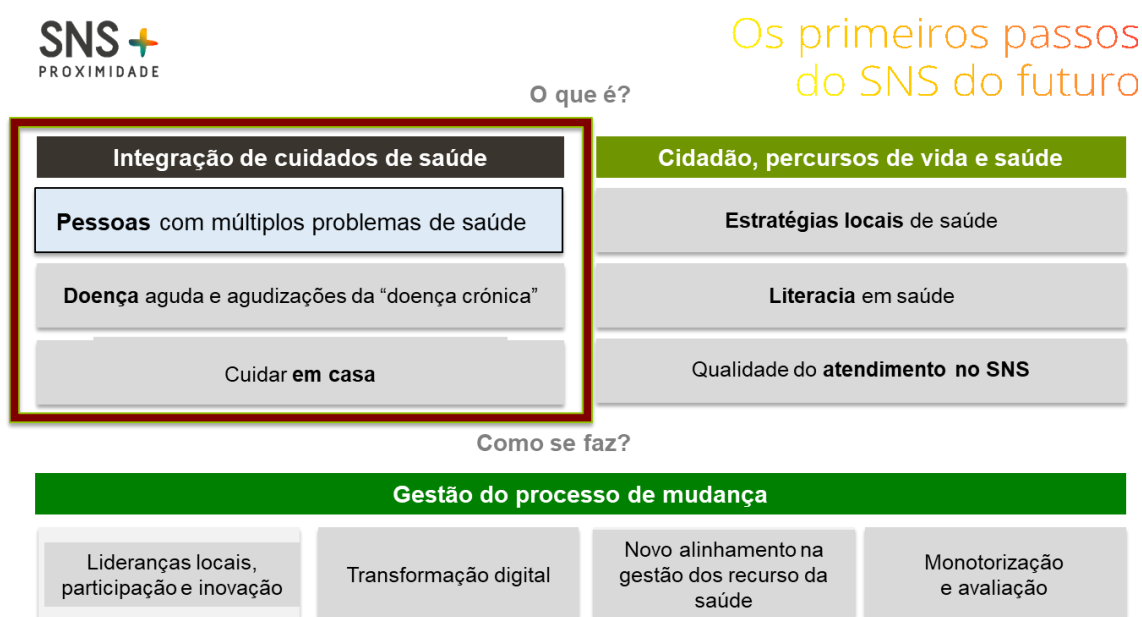 SNS +
PROXIMIDADE
Os primeiros passos
do SNS do futuro
O que é?
Integração de cuidados de saúde
Pessoas com múltiplos problemas de saúde
Doença aguda e agudizações da “doença crónica”
Cuidar em casa
Cidadão, percursos de vida e saúde
Estratégias locais de saúde
Literacia em saúde
Qualidade do atendimento no SNS
Como se faz?
Gestão do processo de mudança
Lideranças locais,
participação e inovação
Transformação digital
Novo alinhamento na
gestão dos recurso da
saúde
Monotorização
e avaliação